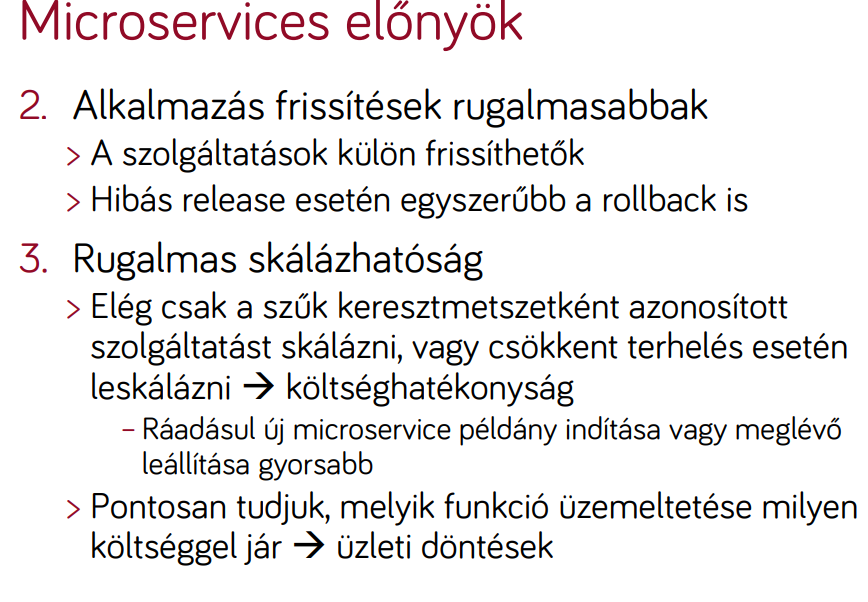 Microservices előnyök
2. Alkalmazás frissítések rugalmasabbak
> A szolgáltatások külön frissíthetők
> Hibás release esetén egyszerűbb a rollback is
3. Rugalmas skálázhatóság
> Elég csak a szűk keresztmetszetként azonosított
szolgáltatást skálázni, vagy csökkent terhelés esetén
leskálázni → költséghatékonyság
– Ráadásul új microservice példány indítása vagy meglévő
leállítása gyorsabb
> Pontosan tudjuk, melyik funkció üzemeltetése milyen
költséggel jár → üzleti döntések